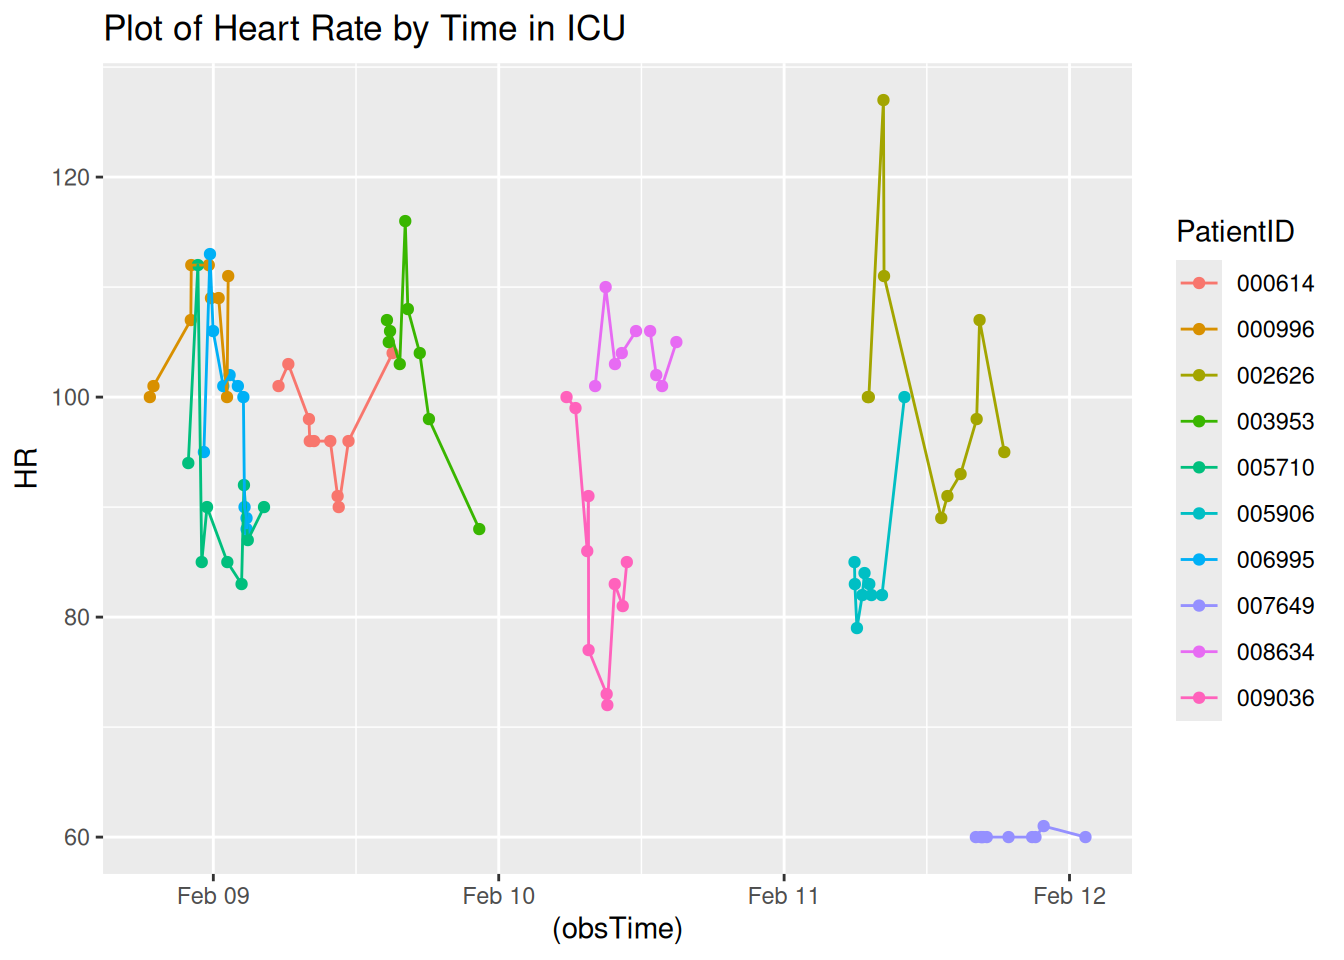 Plot of Heart Rate by Time in ICU
HR
120
100
80
60
Feb 09
Feb 10
Feb 11
Feb 12
(obsTime)
PatientID
000614
000996
002626
003953
005710
005906
006995
007649
008634
009036